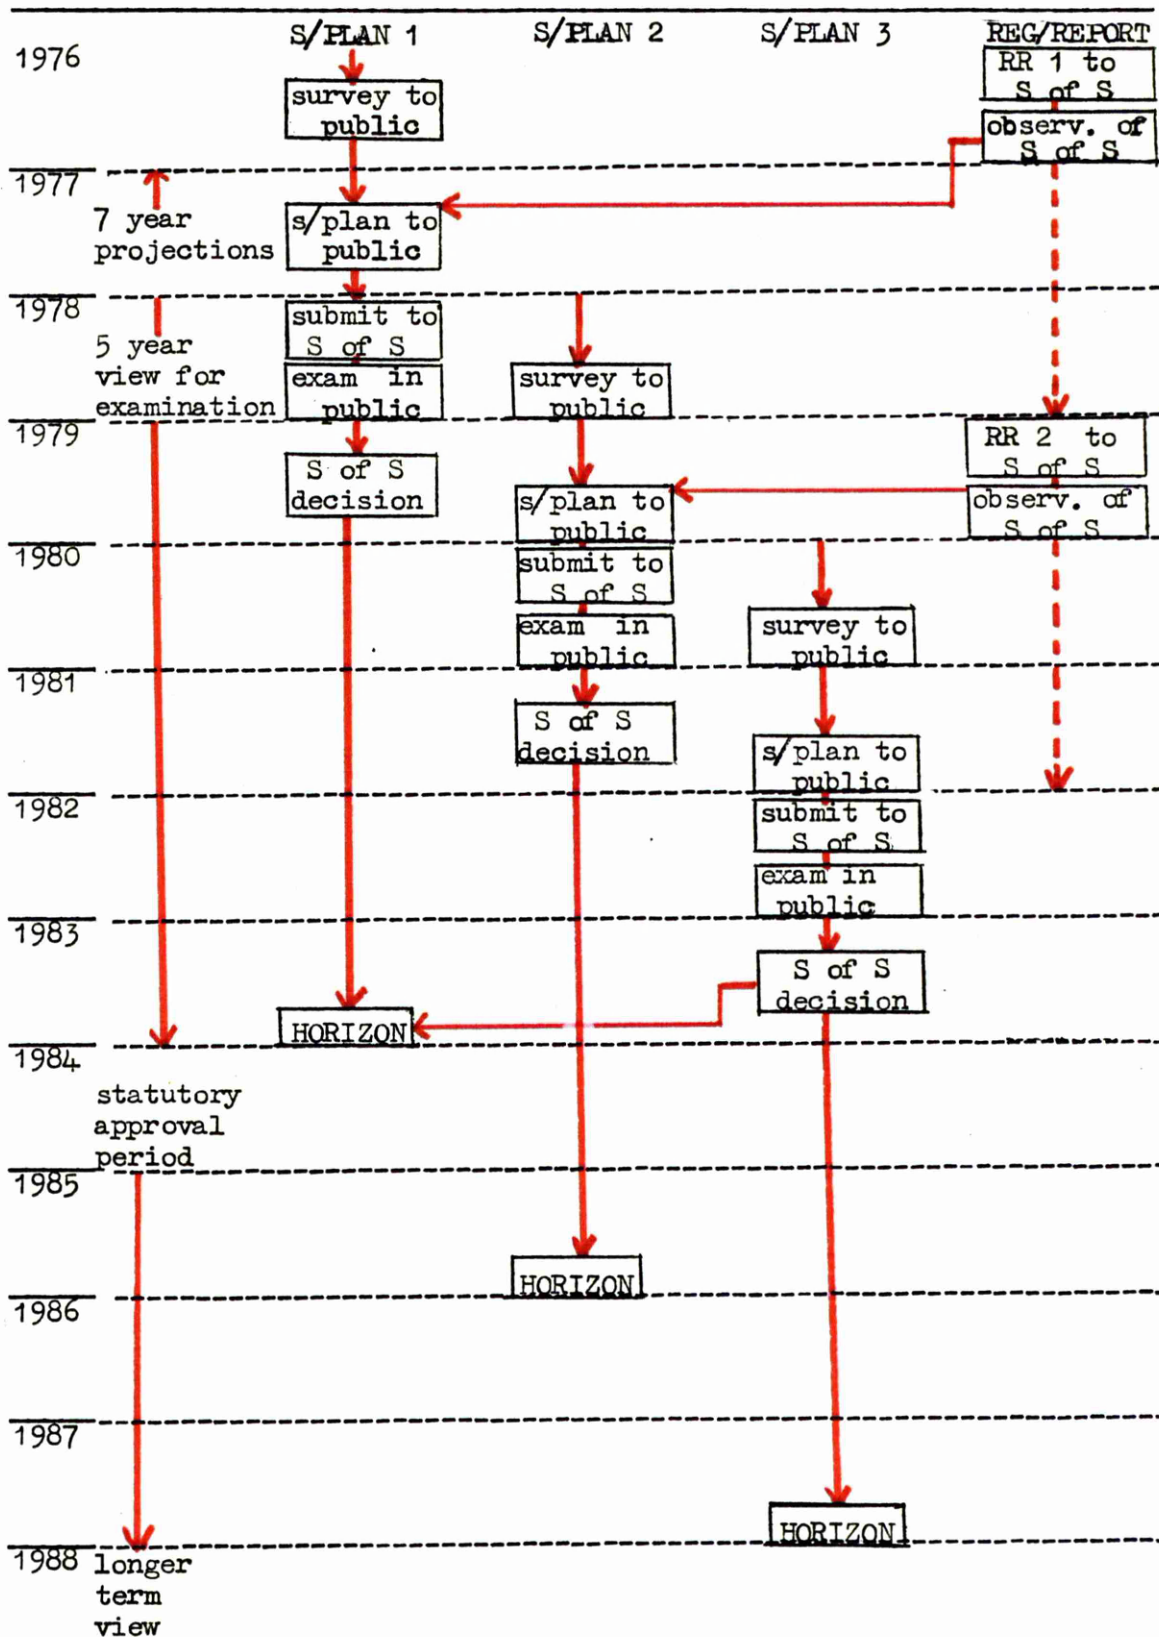 S/PLAN 1 S/PLAN 2 S/PLAN 3 REG/REPORT
1976
RR 1 to
S of S
survey to
public
observ. of
S of S
1977
7 year
projections
s/plan to
public
1978
submit to
S of S
5 year
view for
examination
exam in
public
survey to
public
1979
RR 2 to
S of S
S of S
decision
s/plan to
public
observ. of
S of S
1980
submit to
S of S
exam in
public
survey to
public
1981
S of S
decision
s/plan to
public
1982
submit to
S of S
exam in
public
1983
S of S
decision
HORIZON
1984
statutory
approval
period
1985
HORIZON
1986
1987
HORIZON
1988
longer
term
view